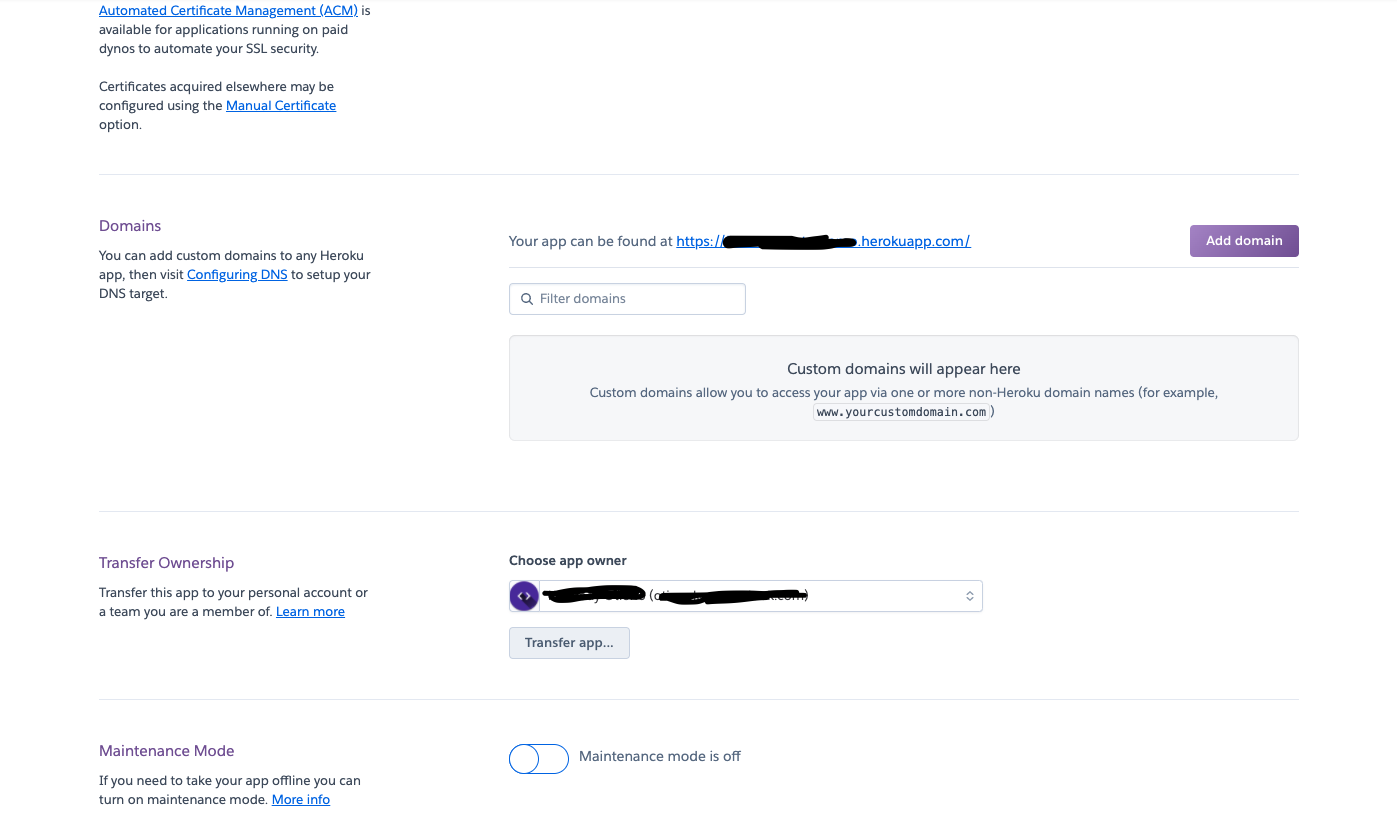 Automated Certificate Management (ACM) is
available for applications running on paid
dynos to automate your SSL security.
Certificates acquired elsewhere may be
configured using the Manual Certificate
option.
Domains
You can add custom domains to any Heroku
app, then visit Configuring DNS to setup your
DNS target.
Your app can be found at https:// .herokuapp.com/
Add domain
Filter domains
Custom domains will appear here
Custom domains allow you to access your app via one or more non-Heroku domain names (for example,
www.yourcustomdomain.com)
Transfer Ownership
Transfer this app to your personal account or
a team you are a member of. Learn more
Choose app owner
Transfer app...
Maintenance Mode
If you need to take your app offline you can
turn on maintenance mode. More info
Maintenance mode is off